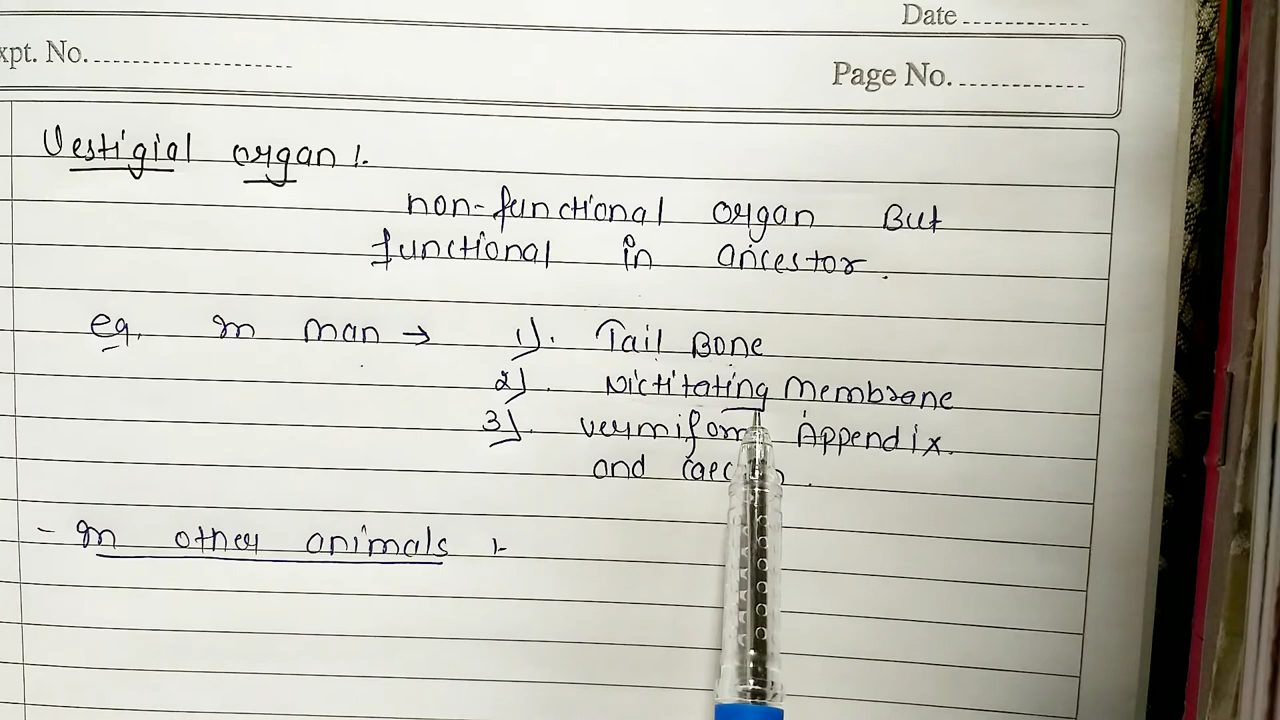 Date
xpt. No.
Page No.
Vestigial organ :-
non-functional organ But
functional in ancestor.
eg. In man → 1). Tail Bone
2). Nictitating Membrane
3). vermiform Appendix.
and
- In other animals :-